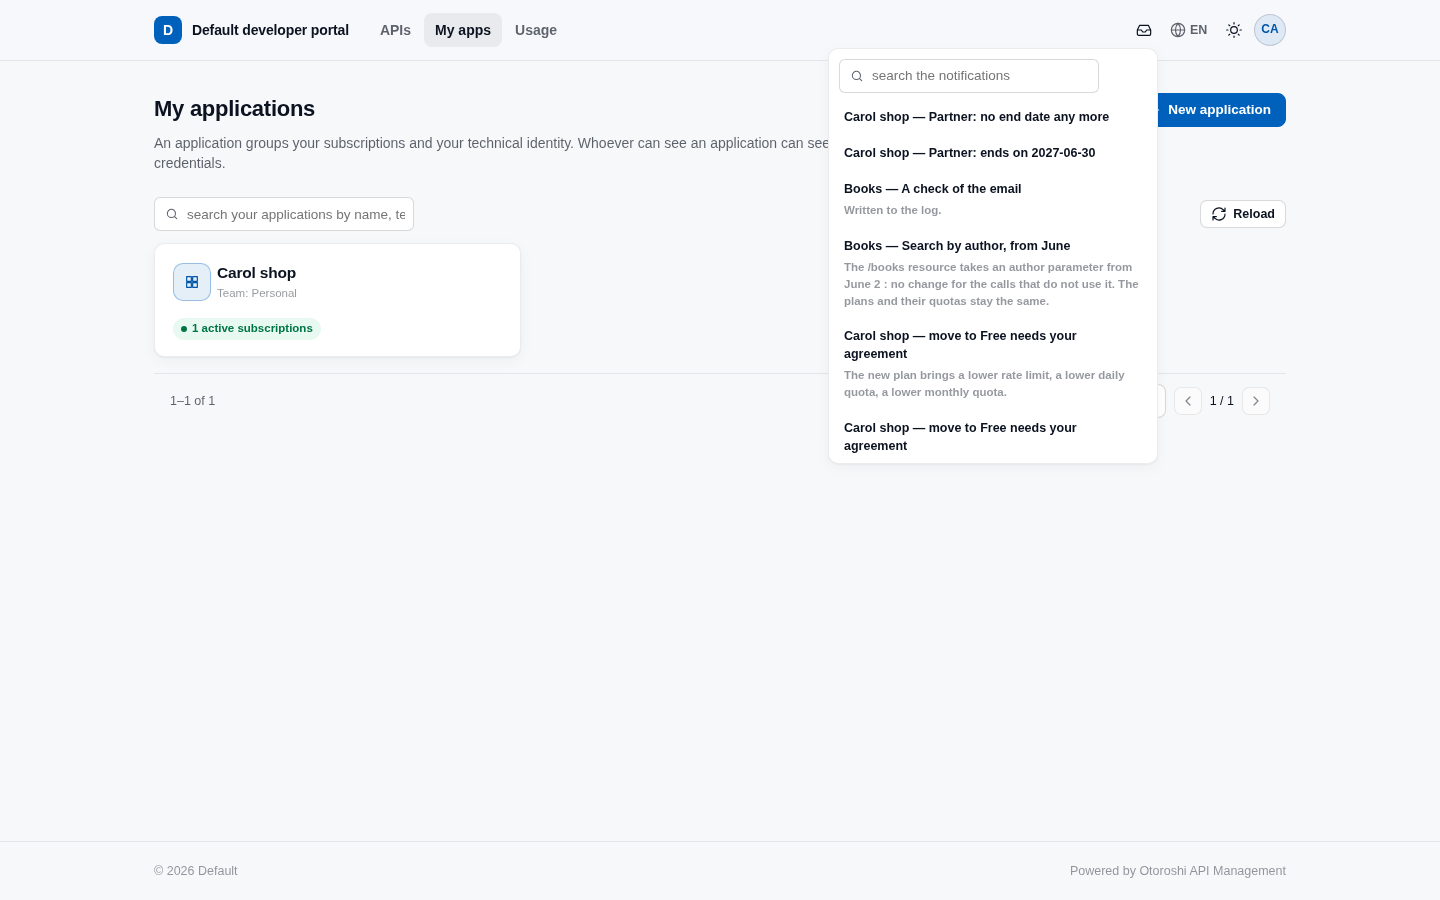 D Default developer portal APIs My apps Usage EN CA
My applications
New application
An application groups your subscriptions and your technical identity. Whoever can see an application can see
credentials.
search your applications by name, te
Reload
Carol shop
Team: Personal
1 active subscriptions
1–1 of 1
1 / 1
search the notifications
Carol shop — Partner: no end date any more
Carol shop — Partner: ends on 2027-06-30
Books — A check of the email
Written to the log.
Books — Search by author, from June
The /books resource takes an author parameter from
June 2 : no change for the calls that do not use it. The
plans and their quotas stay the same.
Carol shop — move to Free needs your
agreement
The new plan brings a lower rate limit, a lower daily
quota, a lower monthly quota.
Carol shop — move to Free needs your
agreement
© 2026 Default
Powered by Otoroshi API Management